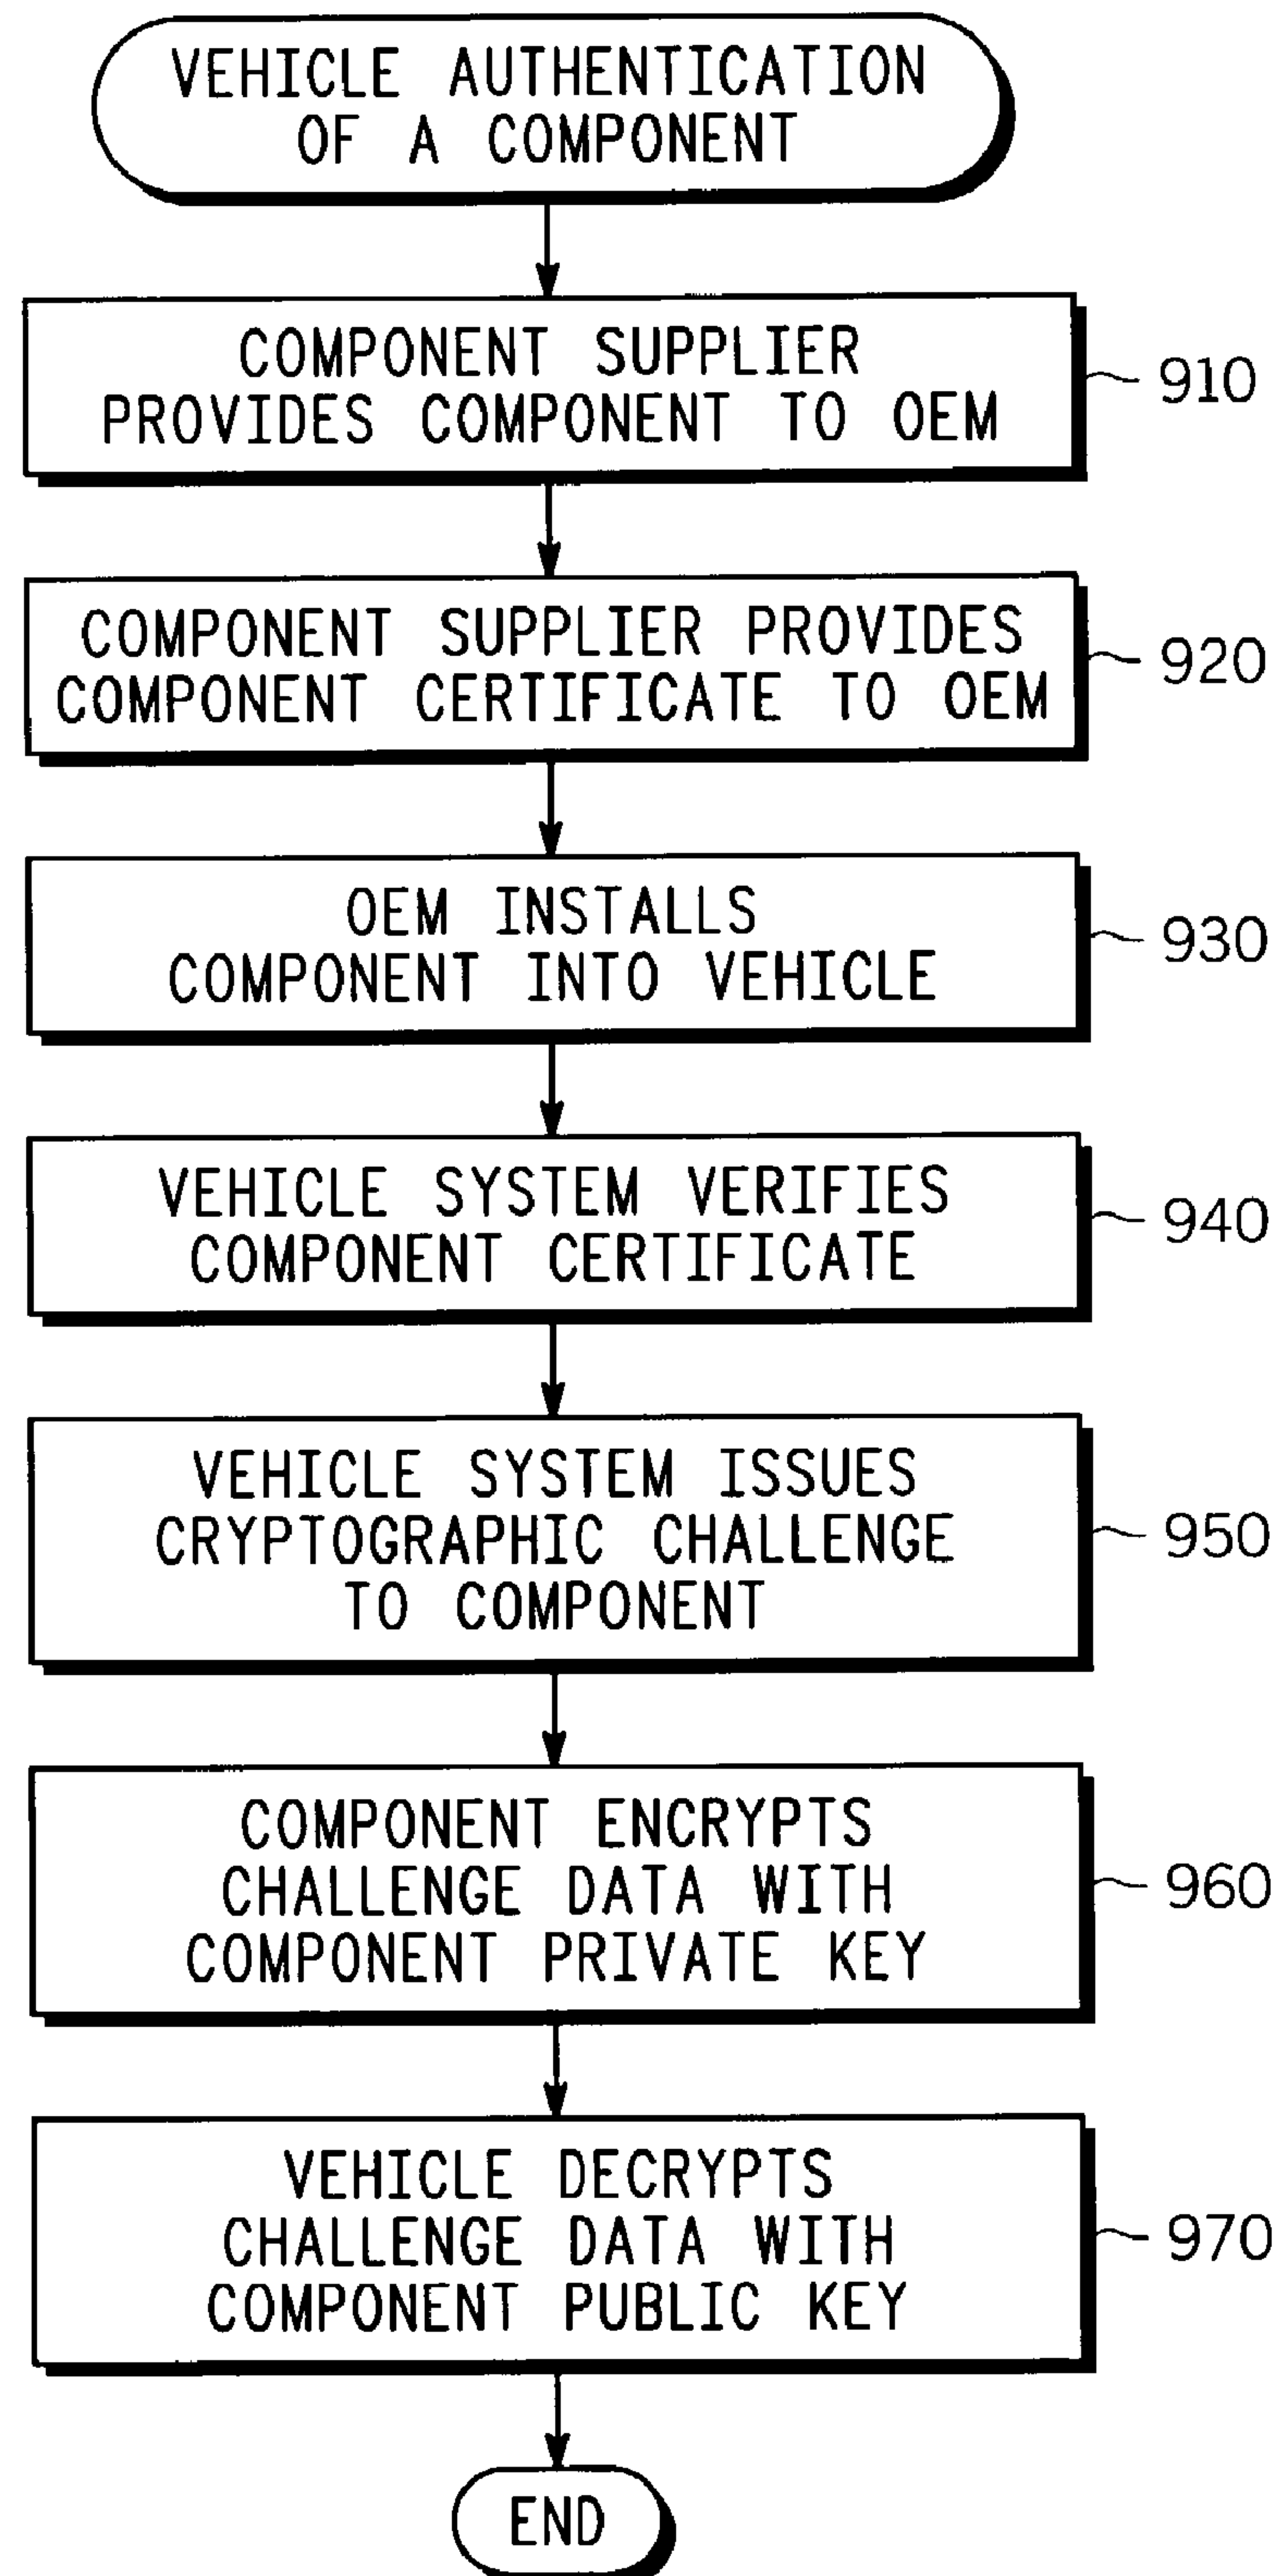 VEHICLE AUTHENTICATION
OF A COMPONENT
COMPONENT SUPPLIER
PROVIDES COMPONENT TO OEM
910
COMPONENT SUPPLIER PROVIDES
COMPONENT CERTIFICATE TO OEM
920
OEM INSTALLS
COMPONENT INTO VEHICLE
930
VEHICLE SYSTEM VERIFIES
COMPONENT CERTIFICATE
940
VEHICLE SYSTEM ISSUES
CRYPTOGRAPHIC CHALLENGE
TO COMPONENT
950
COMPONENT ENCRYPTS
CHALLENGE DATA WITH
COMPONENT PRIVATE KEY
960
VEHICLE DECRYPTS
CHALLENGE DATA WITH
COMPONENT PUBLIC KEY
970
END